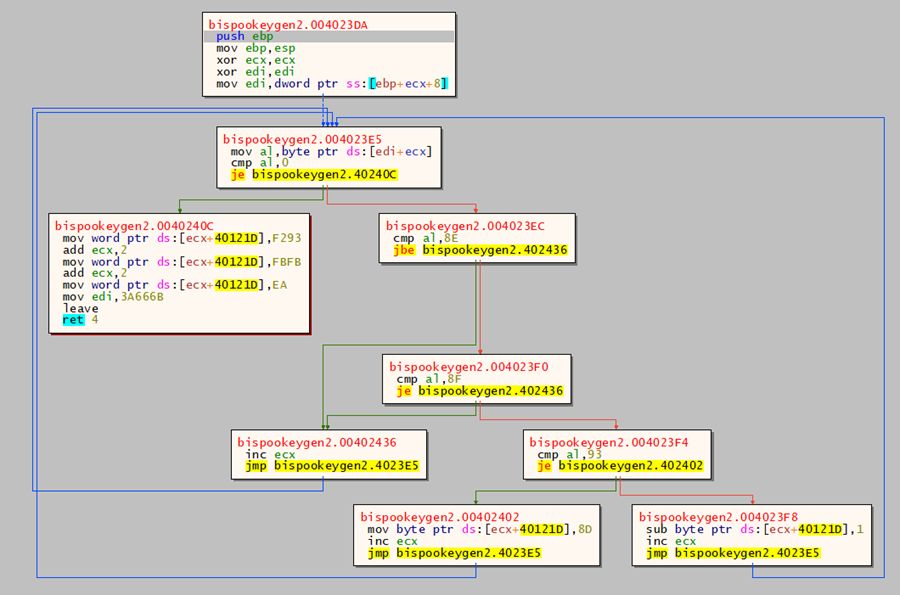 bispookeygen2.004023DA
push ebp
mov ebp,esp
xor ecx,ecx
xor edi,edi
mov edi,dword ptr ss:[ebp+ecx+8]
bispookeygen2.004023E5
mov al,byte ptr ds:[edi+ecx]
cmp al,0
je bispookeygen2.40240C
bispookeygen2.0040240C
mov word ptr ds:[ecx+40121D],F293
add ecx,2
mov word ptr ds:[ecx+40121D],FBFB
add ecx,2
mov word ptr ds:[ecx+40121D],EA
mov edi,3A666B
leave
ret 4
bispookeygen2.004023EC
cmp al,8E
jbe bispookeygen2.402436
bispookeygen2.004023F0
cmp al,8F
je bispookeygen2.402436
bispookeygen2.00402436
inc ecx
jmp bispookeygen2.4023E5
bispookeygen2.004023F4
cmp al,93
je bispookeygen2.402402
bispookeygen2.00402402
mov byte ptr ds:[ecx+40121D],8D
inc ecx
jmp bispookeygen2.4023E5
bispookeygen2.004023F8
sub byte ptr ds:[ecx+40121D],1
inc ecx
jmp bispookeygen2.4023E5